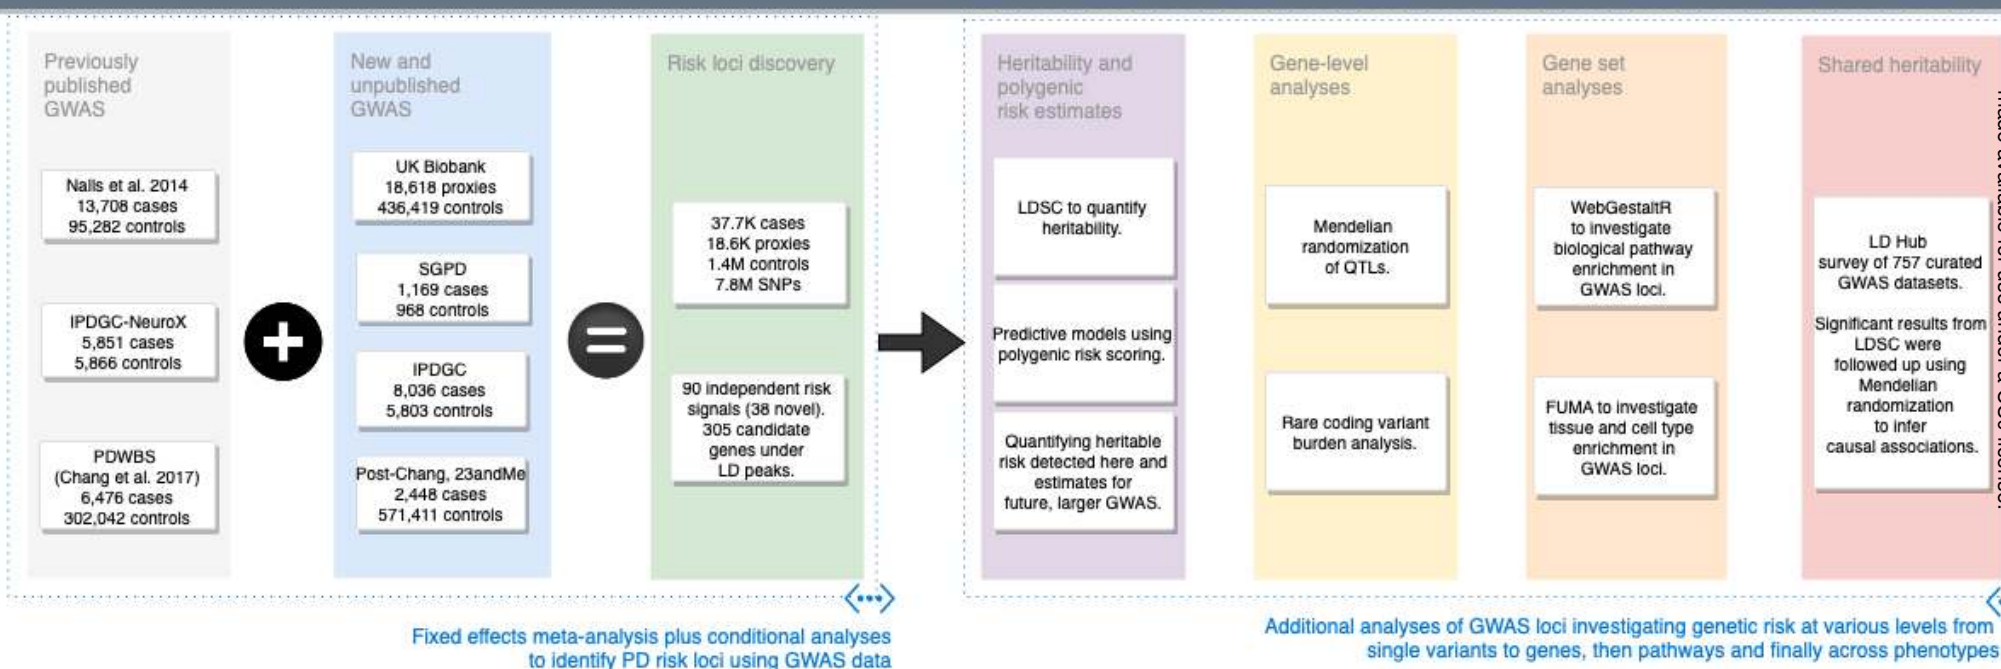 Previously
published
GWAS
Nalls et al. 2014
13,708 cases
95,282 controls
IPDGC-NeuroX
5,851 cases
5,866 controls
PDWBS
(Chang et al. 2017)
6,476 cases
302,042 controls
New and
unpublished
GWAS
UK Biobank
18,618 proxies
436,419 controls
SGPD
1,169 cases
968 controls
IPDGC
8,036 cases
5,803 controls
Post-Chang, 23andMe
2,448 cases
571,411 controls
Risk loci discovery
37.7K cases
18.6K proxies
1.4M controls
7.8M SNPs
90 independent risk
signals (38 novel).
305 candidate
genes under
LD peaks.
Fixed effects meta-analysis plus conditional analyses
to identify PD risk loci using GWAS data
Heritability and
polygenic
risk estimates
LDSC to quantify
heritability.
Predictive models using
polygenic risk scoring.
Quantifying heritable
risk detected here and
estimates for
future, larger GWAS.
Gene-level
analyses
Mendelian
randomization
of QTLs.
Rare coding variant
burden analysis.
Gene set
analyses
WebGestaltR
to investigate
biological pathway
enrichment in
GWAS loci.
FUMA to investigate
tissue and cell type
enrichment in
GWAS loci.
Shared heritability
LD Hub
survey of 757 curated
GWAS datasets.
Significant results from
LDSC were
followed up using
Mendelian
randomization
to infer
causal associations.
Additional analyses of GWAS loci investigating genetic risk at various levels from
single variants to genes, then pathways and finally across phenotypes